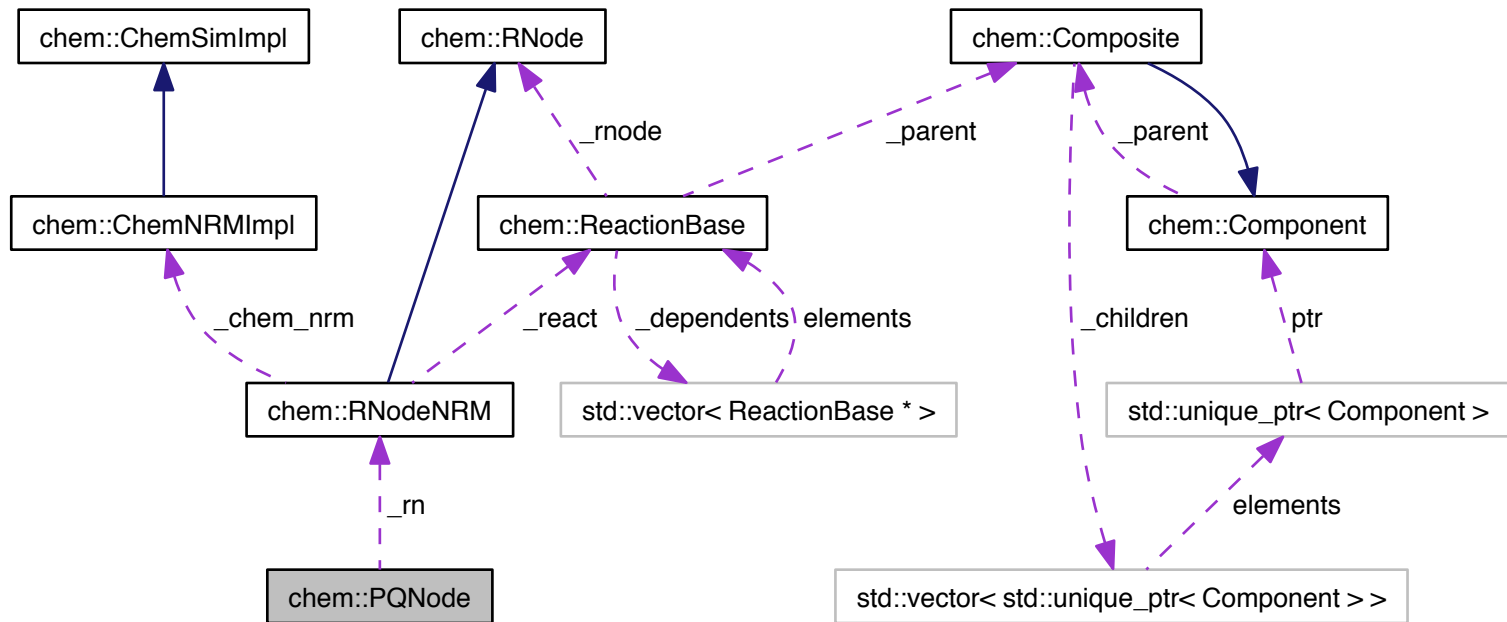 chem::ChemSimImpl
chem::RNode
chem::Composite
_rnode
_parent
_parent
chem::ChemNRMImpl
chem::ReactionBase
chem::Component
_chem_nrm
_react
_dependents
elements
_children
ptr
chem::RNodeNRM
std::vector< ReactionBase * >
std::unique_ptr< Component >
_rn
elements
chem::PQNode
std::vector< std::unique_ptr< Component > >